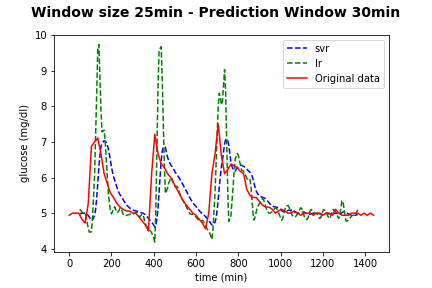 Window size 25min - Prediction Window 30min
10
9
8
7
6
5
4
glucose (mg/dl)
svr
lr
Original data
0 200 400 600 800 1000 1200 1400
time (min)